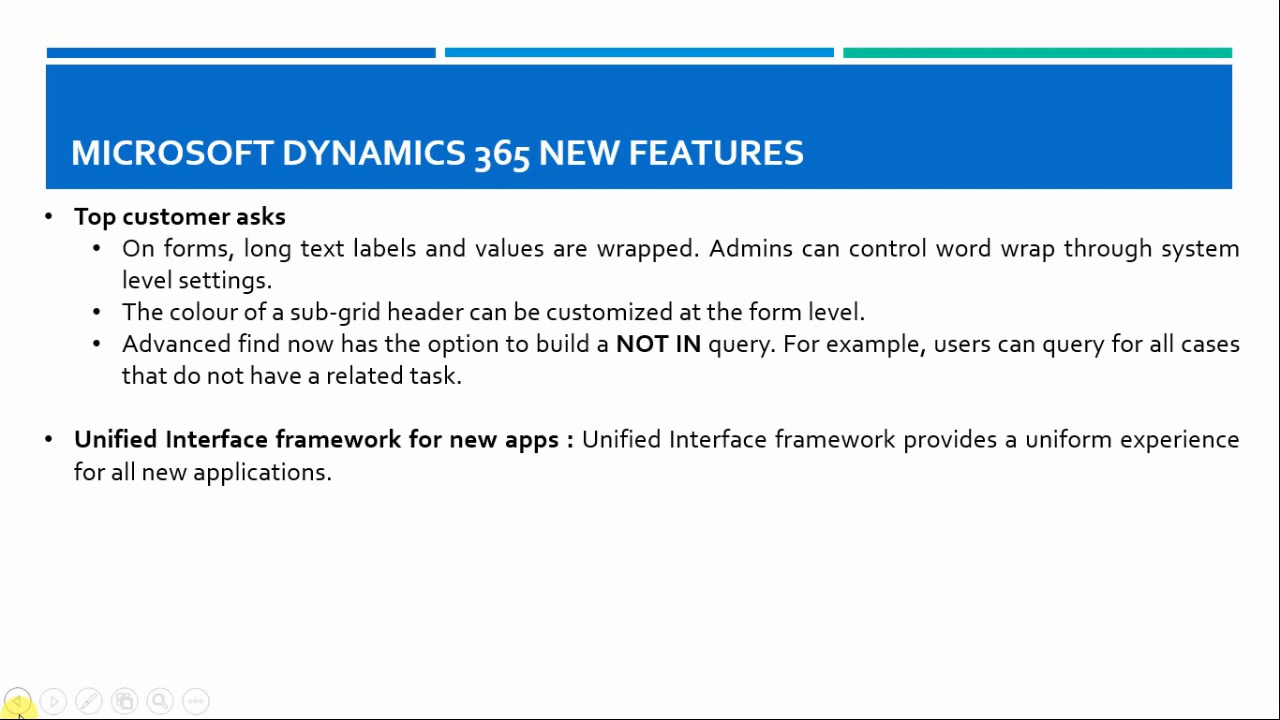 MICROSOFT DYNAMICS 365 NEW FEATURES
• Top customer asks
• On forms, long text labels and values are wrapped. Admins can control word wrap through system
level settings.
• The colour of a sub-grid header can be customized at the form level.
• Advanced find now has the option to build a NOT IN query. For example, users can query for all cases
that do not have a related task.
• Unified Interface framework for new apps : Unified Interface framework provides a uniform experience
for all new applications.